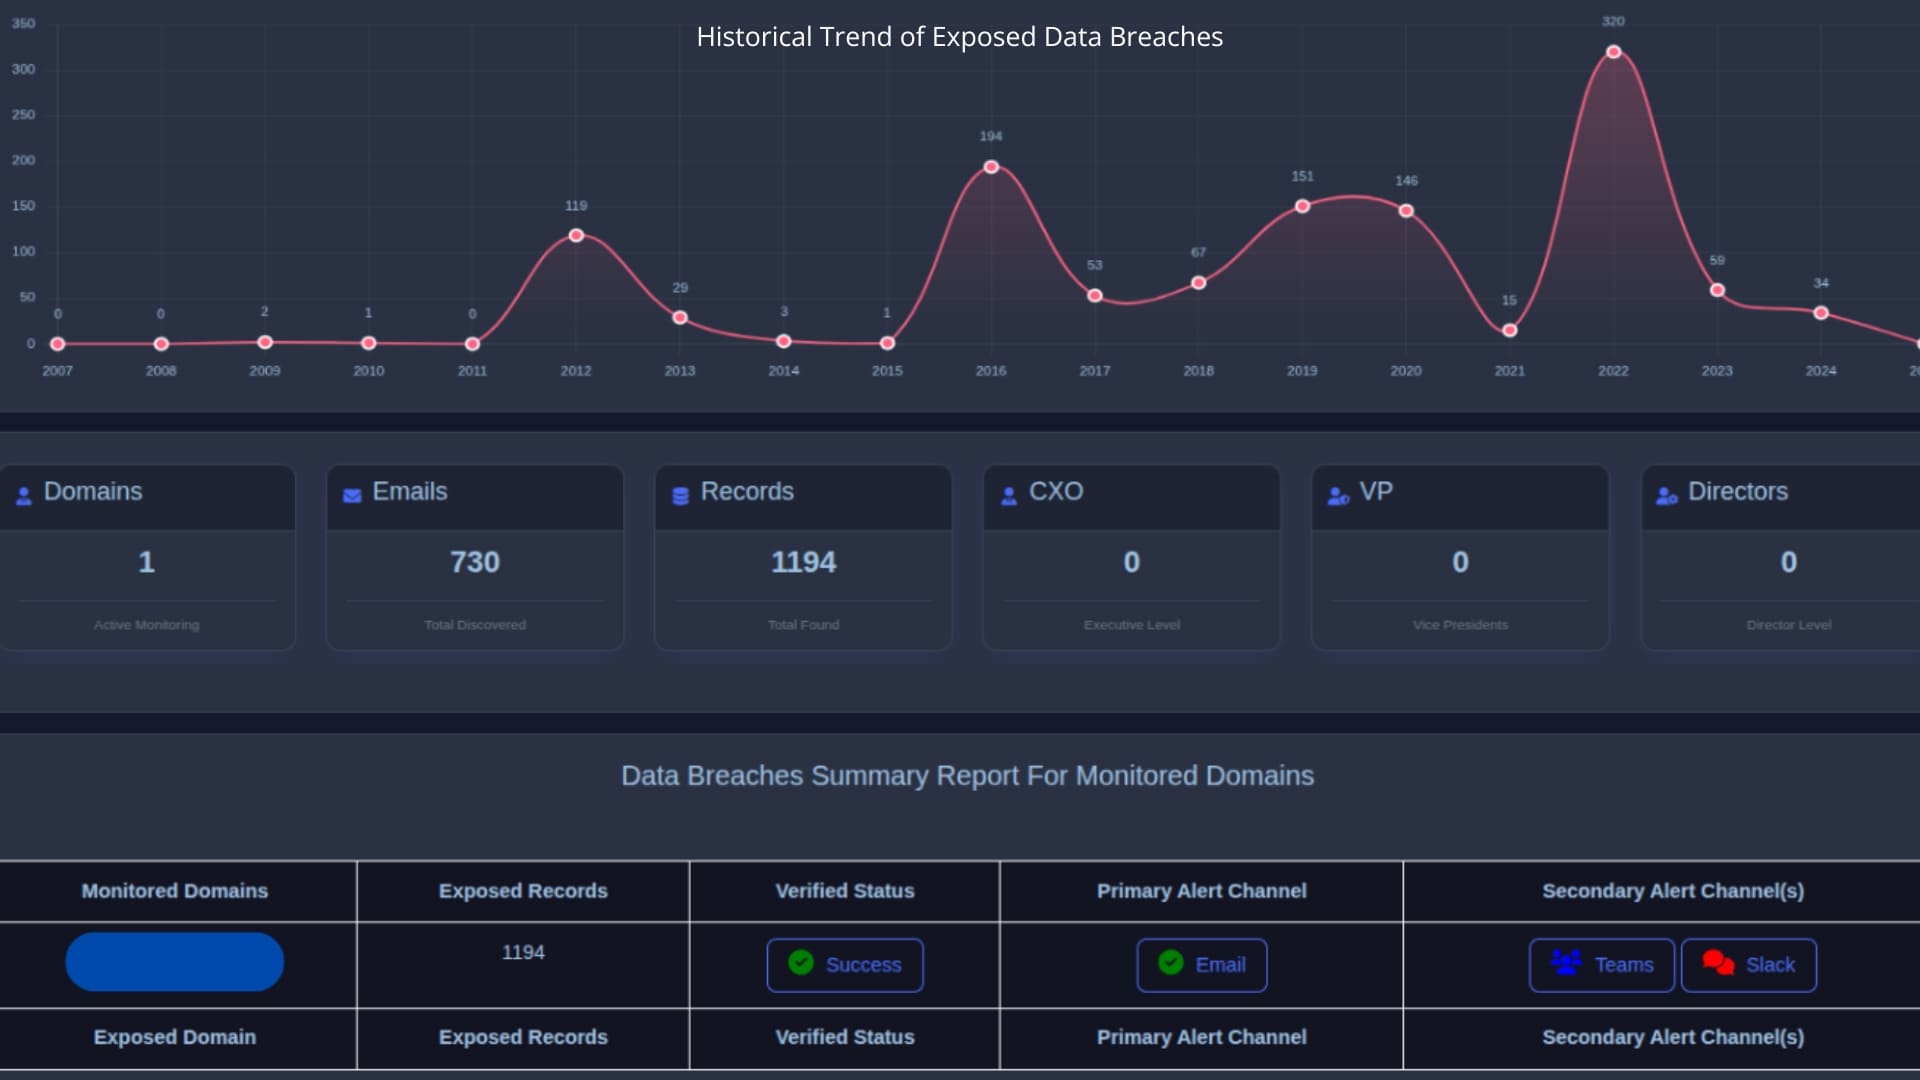 Historical Trend of Exposed Data Breaches
350
300
250
200
150
100
50
0
0 0 2 1 0 119 29 3 1 194 53 67 151 146 15 320 59 34
2007 2008 2009 2010 2011 2012 2013 2014 2015 2016 2017 2018 2019 2020 2021 2022 2023 2024
Domains Emails Records CXO VP Directors
1 730 1194 0 0 0
Active Monitoring Total Discovered Total Found Executive Level Vice Presidents Director Level
Data Breaches Summary Report For Monitored Domains
Monitored Domains Exposed Records Verified Status Primary Alert Channel Secondary Alert Channel(s)
1194 Success Email Teams Slack
Exposed Domain Exposed Records Verified Status Primary Alert Channel Secondary Alert Channel(s)